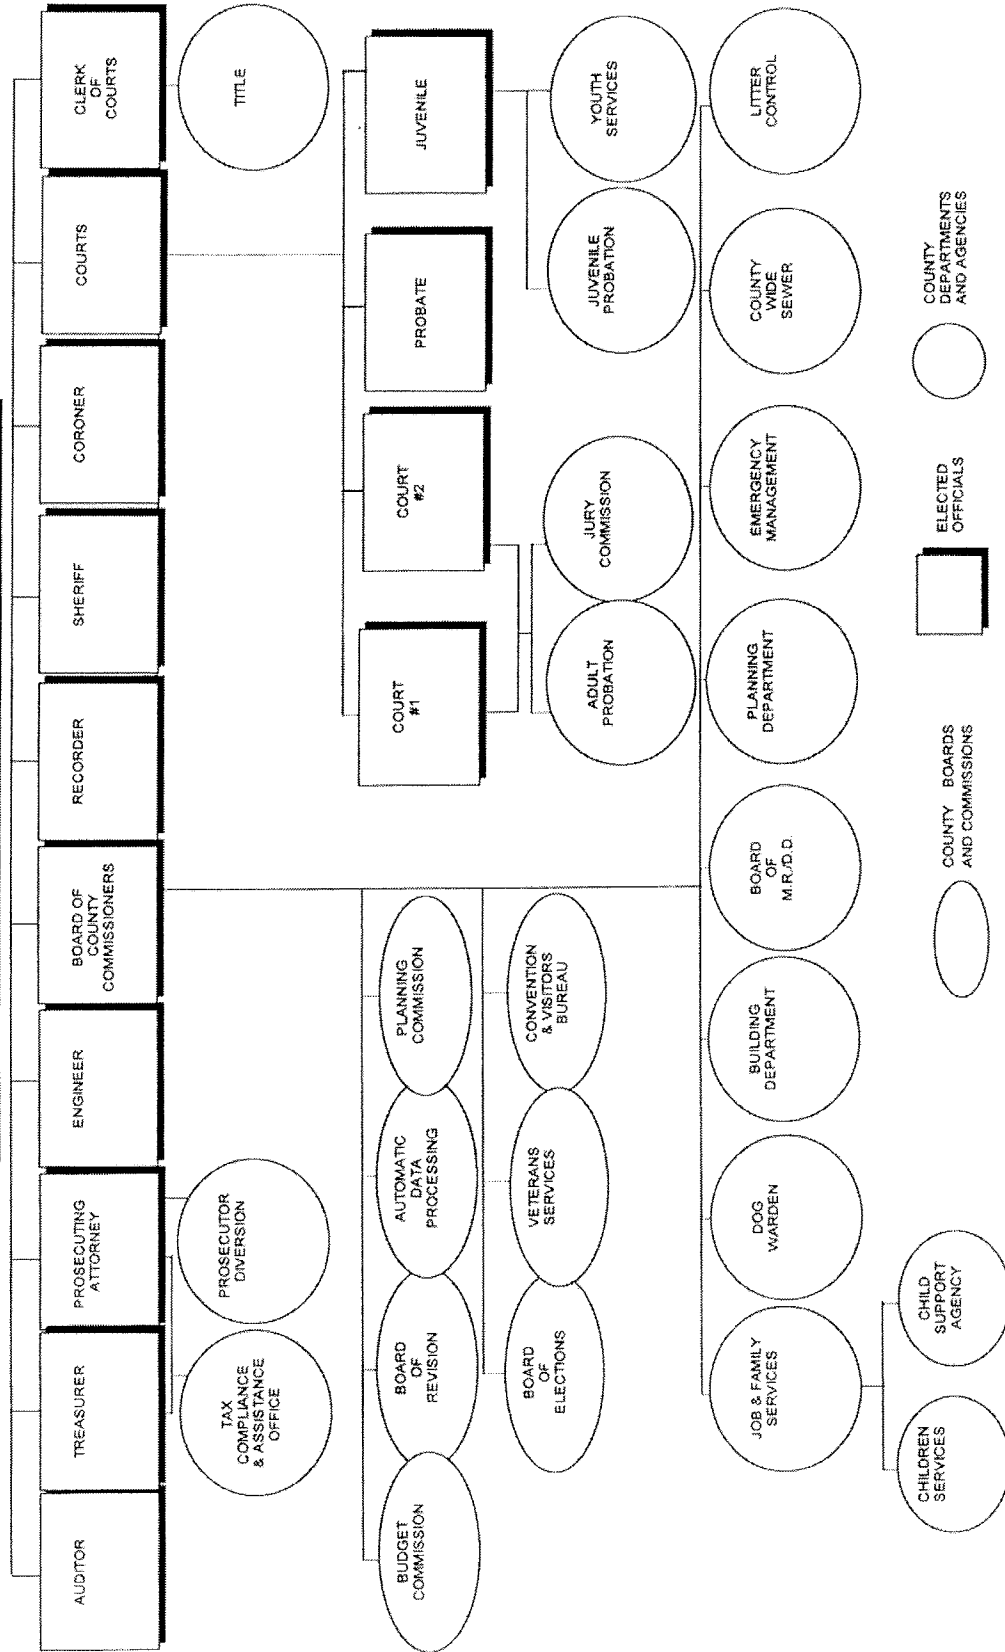 AUDITOR
TREASURER
PROSECUTING
ATTORNEY
ENGINEER
BOARD OF
COUNTY
COMMISSIONERS
RECORDER
SHERIFF
CORONER
COURTS
CLERK
OF
COURTS
TAX
COMPLIANCE
& ASSISTANCE
OFFICE
PROSECUTOR
DIVERSION
TITLE
BUDGET
COMMISSION
BOARD
OF
REVISION
AUTOMATIC
DATA
PROCESSING
PLANNING
COMMISSION
COURT
#1
COURT
#2
PROBATE
JUVENILE
BOARD
OF
ELECTIONS
VETERANS
SERVICES
CONVENTION
& VISITORS
BUREAU
ADULT
PROBATION
JURY
COMMISSION
JUVENILE
PROBATION
YOUTH
SERVICES
JOB & FAMILY
SERVICES
DOG
WARDEN
BUILDING
DEPARTMENT
BOARD
OF
M.R./D.D.
PLANNING
DEPARTMENT
EMERGENCY
MANAGEMENT
COUNTY
WIDE
SEWER
LITTER
CONTROL
CHILDREN
SERVICES
CHILD
SUPPORT
AGENCY
COUNTY BOARDS
AND COMMISSIONS
ELECTED
OFFICIALS
COUNTY
DEPARTMENTS
AND AGENCIES